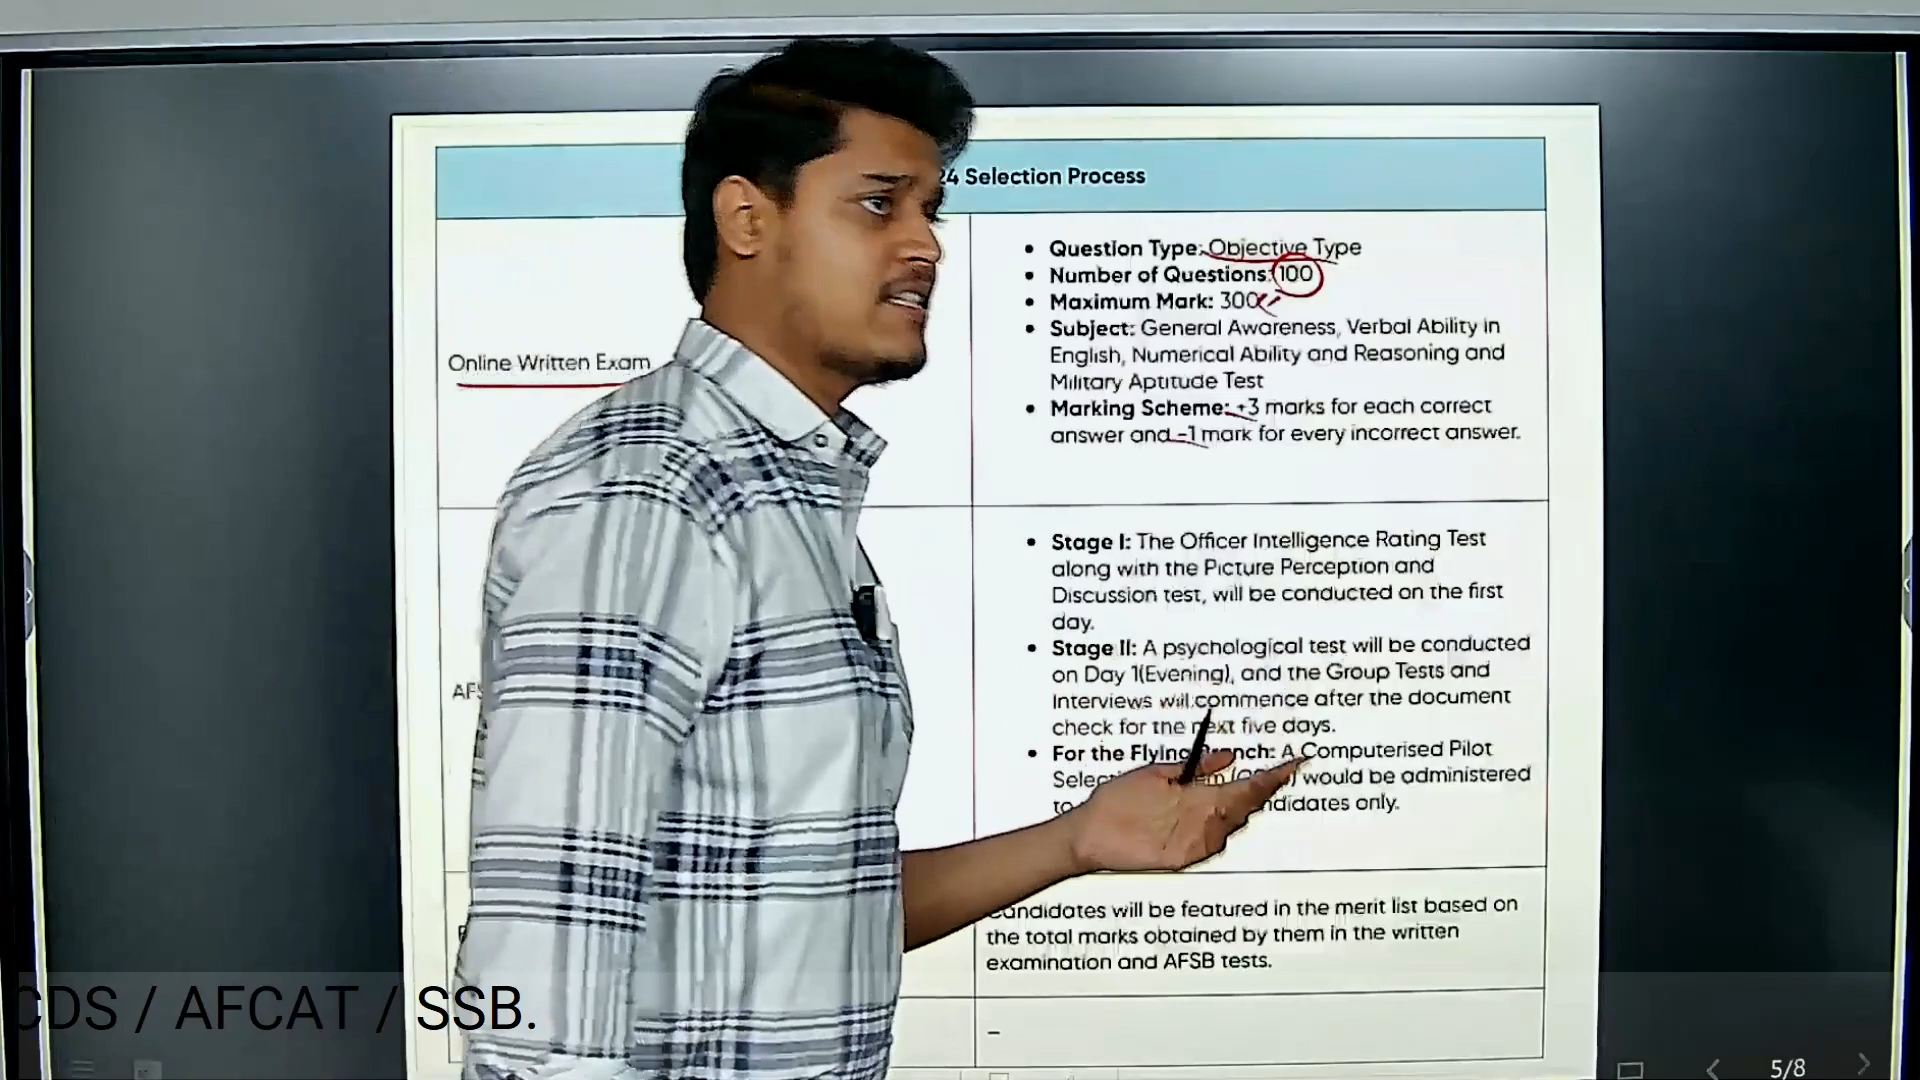 24 Selection Process
Online Written Exam
Question Type: Objective Type
Number of Questions: 100
Maximum Mark: 300
Subject: General Awareness, Verbal Ability in
English, Numerical Ability and Reasoning and
Military Aptitude Test
Marking Scheme: +3 marks for each correct
answer and -1 mark for every incorrect answer.
AFS
Stage I: The Officer Intelligence Rating Test
along with the Picture Perception and
Discussion test, will be conducted on the first
day.
Stage II: A psychological test will be conducted
on Day 1(Evening), and the Group Tests and
Interviews will commence after the document
check for the next five days.
For the Flying Branch: A Computerised Pilot
would be administered
candidates only.
Candidates will be featured in the merit list based on
the total marks obtained by them in the written
examination and AFSB tests.
–
CDS / AFCAT / SSB.
5/8